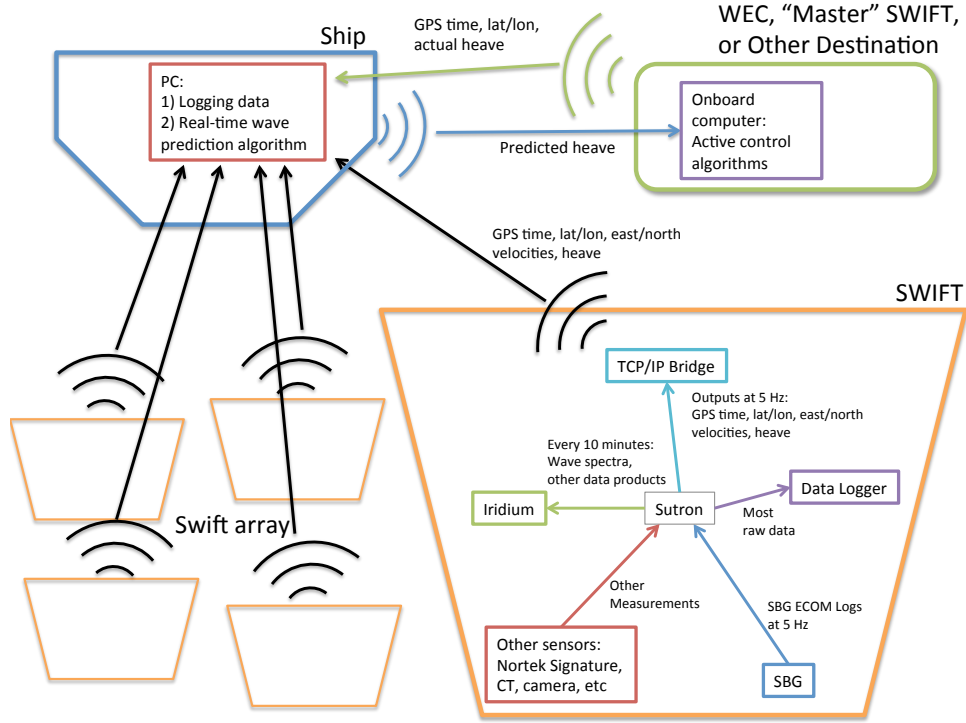 Ship
GPS time, lat/lon,
actual heave
WEC, “Master” SWIFT,
or Other Destination
PC:
1) Logging data
2) Real-time wave
prediction algorithm
Predicted heave
Onboard
computer:
Active control
algorithms
GPS time, lat/lon, east/north
velocities, heave
SWIFT
TCP/IP Bridge
Outputs at 5 Hz:
GPS time, lat/lon, east/north
velocities, heave
Every 10 minutes:
Wave spectra,
other data products
Iridium
Sutron
Data Logger
Most
raw data
Swift array
Other
Measurements
SBG ECOM Logs
at 5 Hz
Other sensors:
Nortek Signature,
CT, camera, etc
SBG